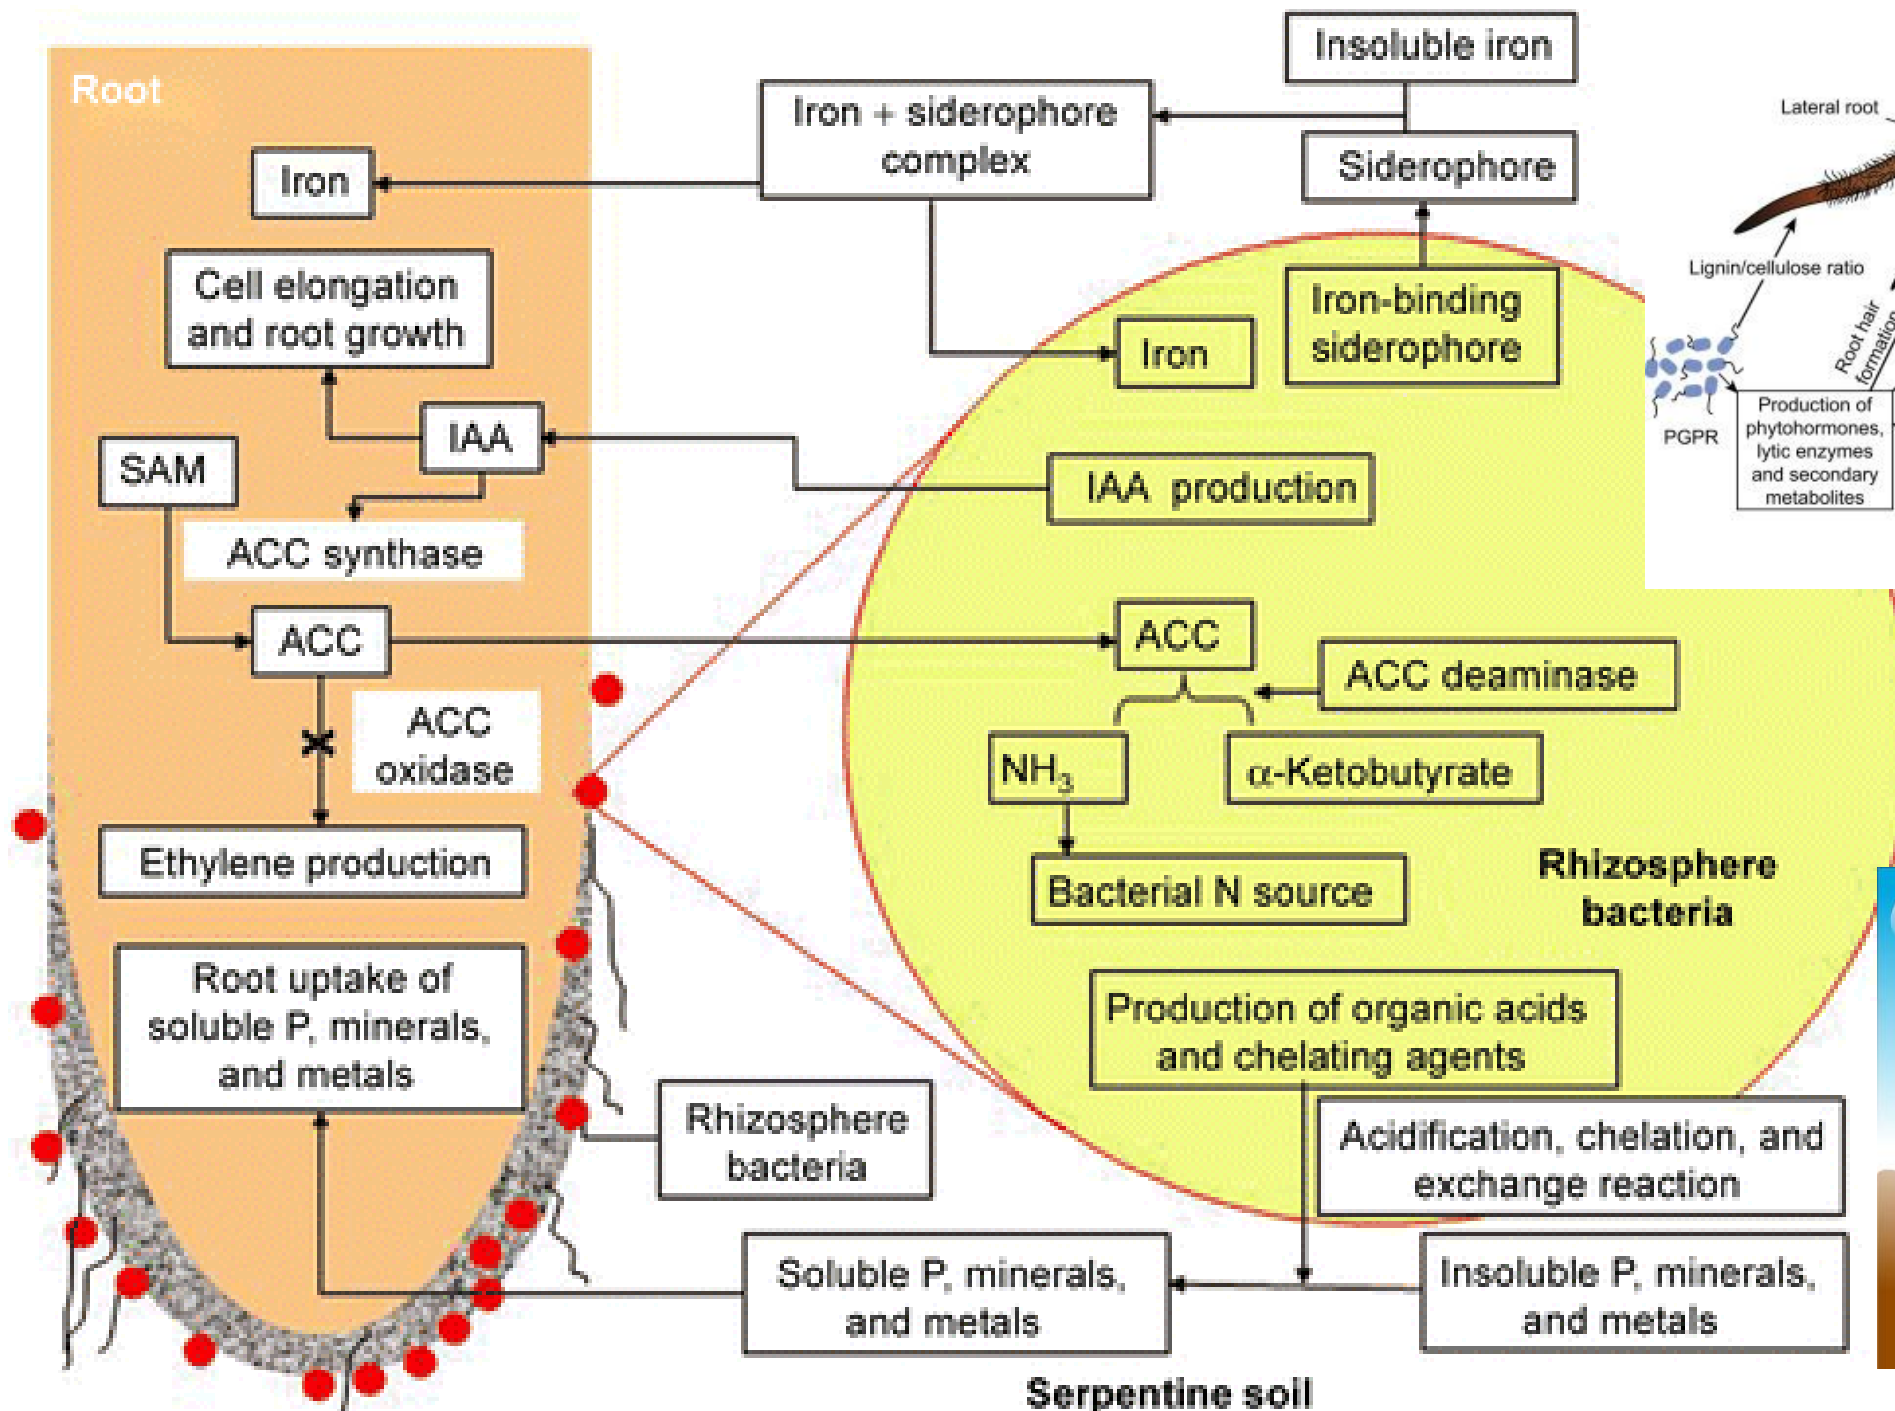 Root
Insoluble iron
Iron + siderophore
complex
Siderophore
Iron
Cell elongation
and root growth
Iron-binding
siderophore
Iron
IAA
SAM
IAA production
ACC synthase
ACC
ACC
ACC deaminase
ACC
oxidase
NH₃
α-Ketobutyrate
Ethylene production
Bacterial N source
Rhizosphere
bacteria
Root uptake of
soluble P, minerals,
and metals
Production of organic acids
and chelating agents
Rhizosphere
bacteria
Acidification, chelation, and
exchange reaction
Soluble P, minerals,
and metals
Insoluble P, minerals,
and metals
Serpentine soil
Lateral root
Lignin/cellulose ratio
Root hair
formation
PGPR
Production of
phytohormones,
lytic enzymes
and secondary
metabolites